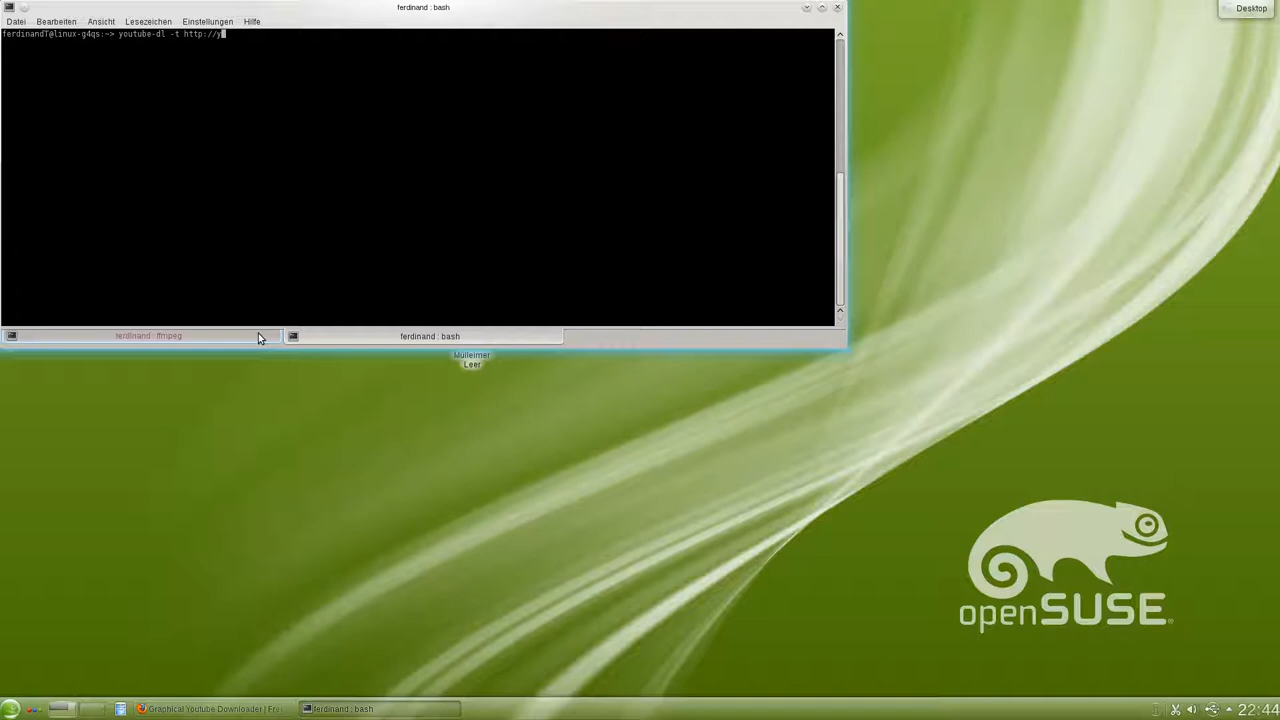 ferdinand : bash
Desktop
Datei Bearbeiten Ansicht Lesezeichen Einstellungen Hilfe
ferdinandT@linux-g4qs:~> youtube-dl -t http://y
ferdinand : ffmpeg
ferdinand : bash
Mülleimer
Leer
openSUSE
Graphical Youtube Downloader | Fre
ferdinand : bash
22:44